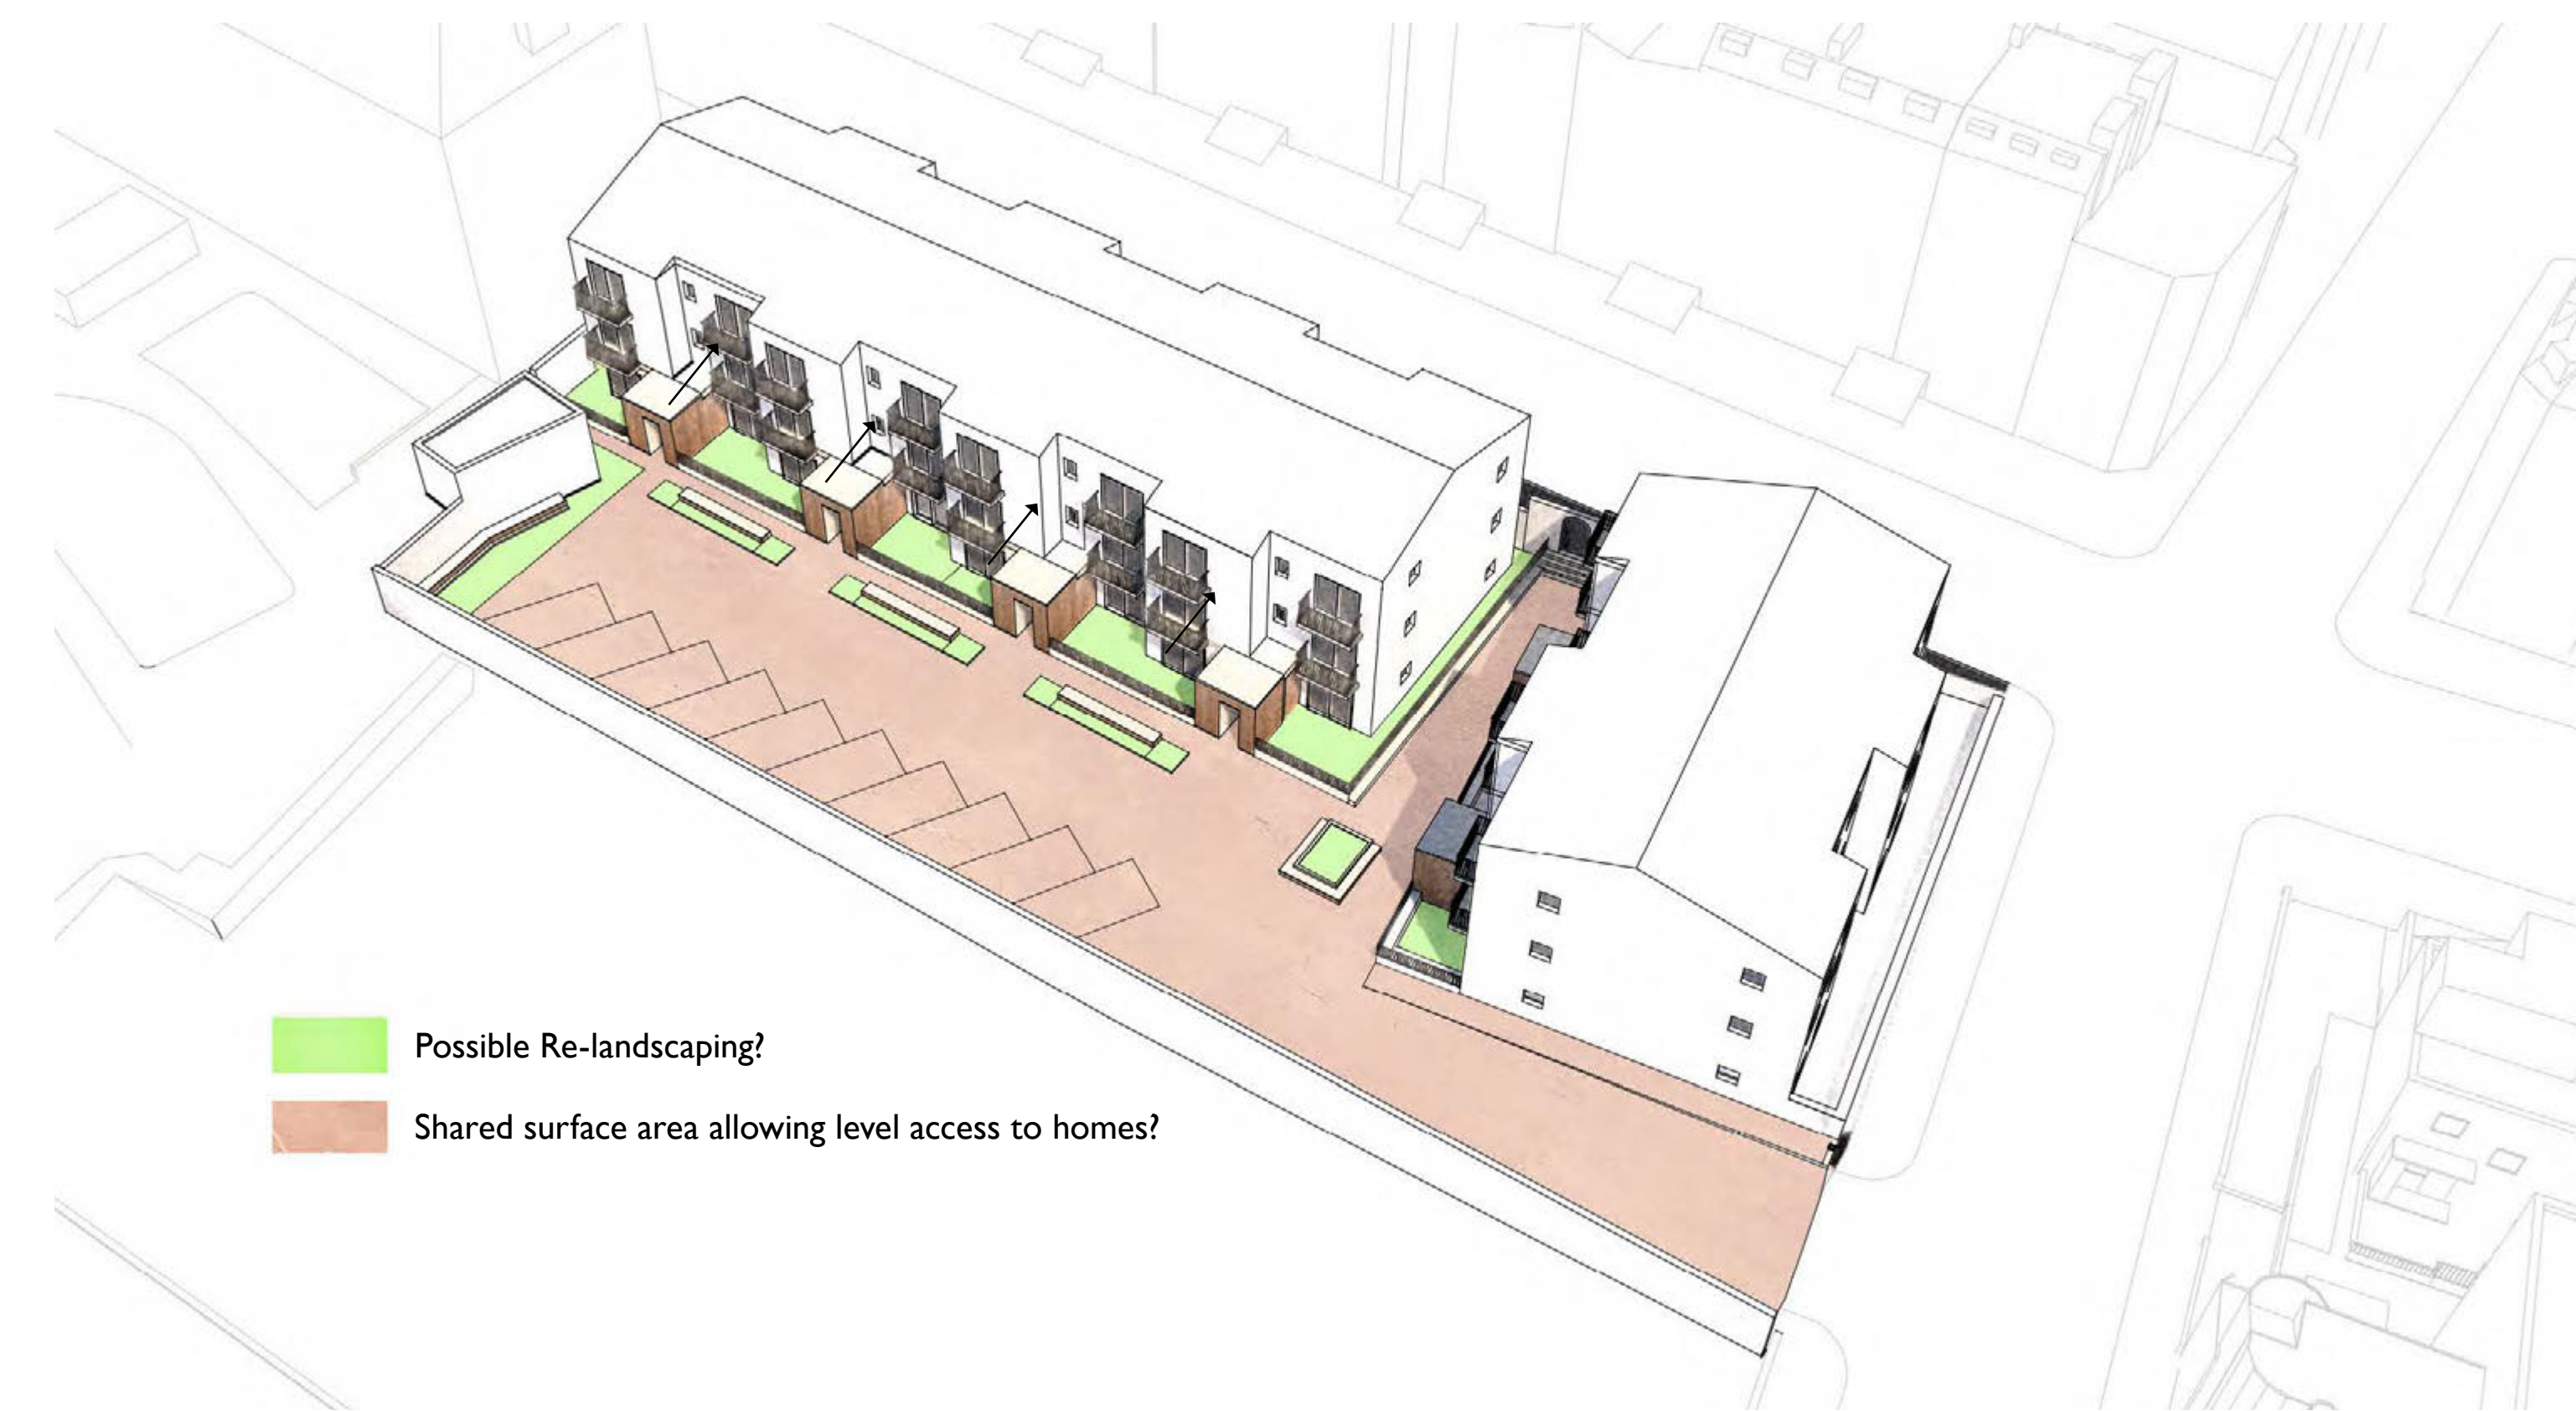 Possible Re-landscaping?
Shared surface area allowing level access to homes?